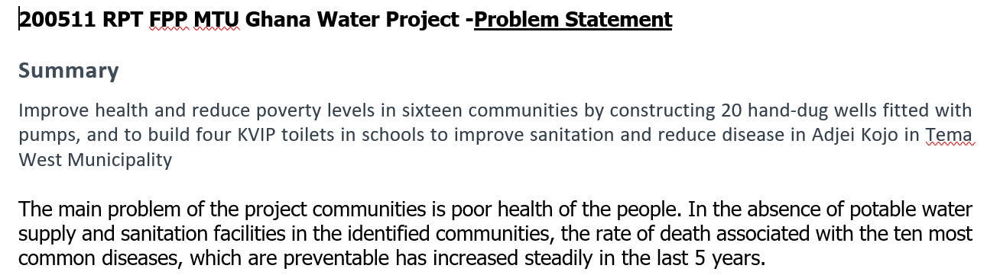 200511 RPT FPP MTU Ghana Water Project -Problem Statement
Summary
Improve health and reduce poverty levels in sixteen communities by constructing 20 hand-dug wells fitted with
pumps, and to build four KVIP toilets in schools to improve sanitation and reduce disease in Adjei Kojo in Tema
West Municipality
The main problem of the project communities is poor health of the people. In the absence of potable water
supply and sanitation facilities in the identified communities, the rate of death associated with the ten most
common diseases, which are preventable has increased steadily in the last 5 years.